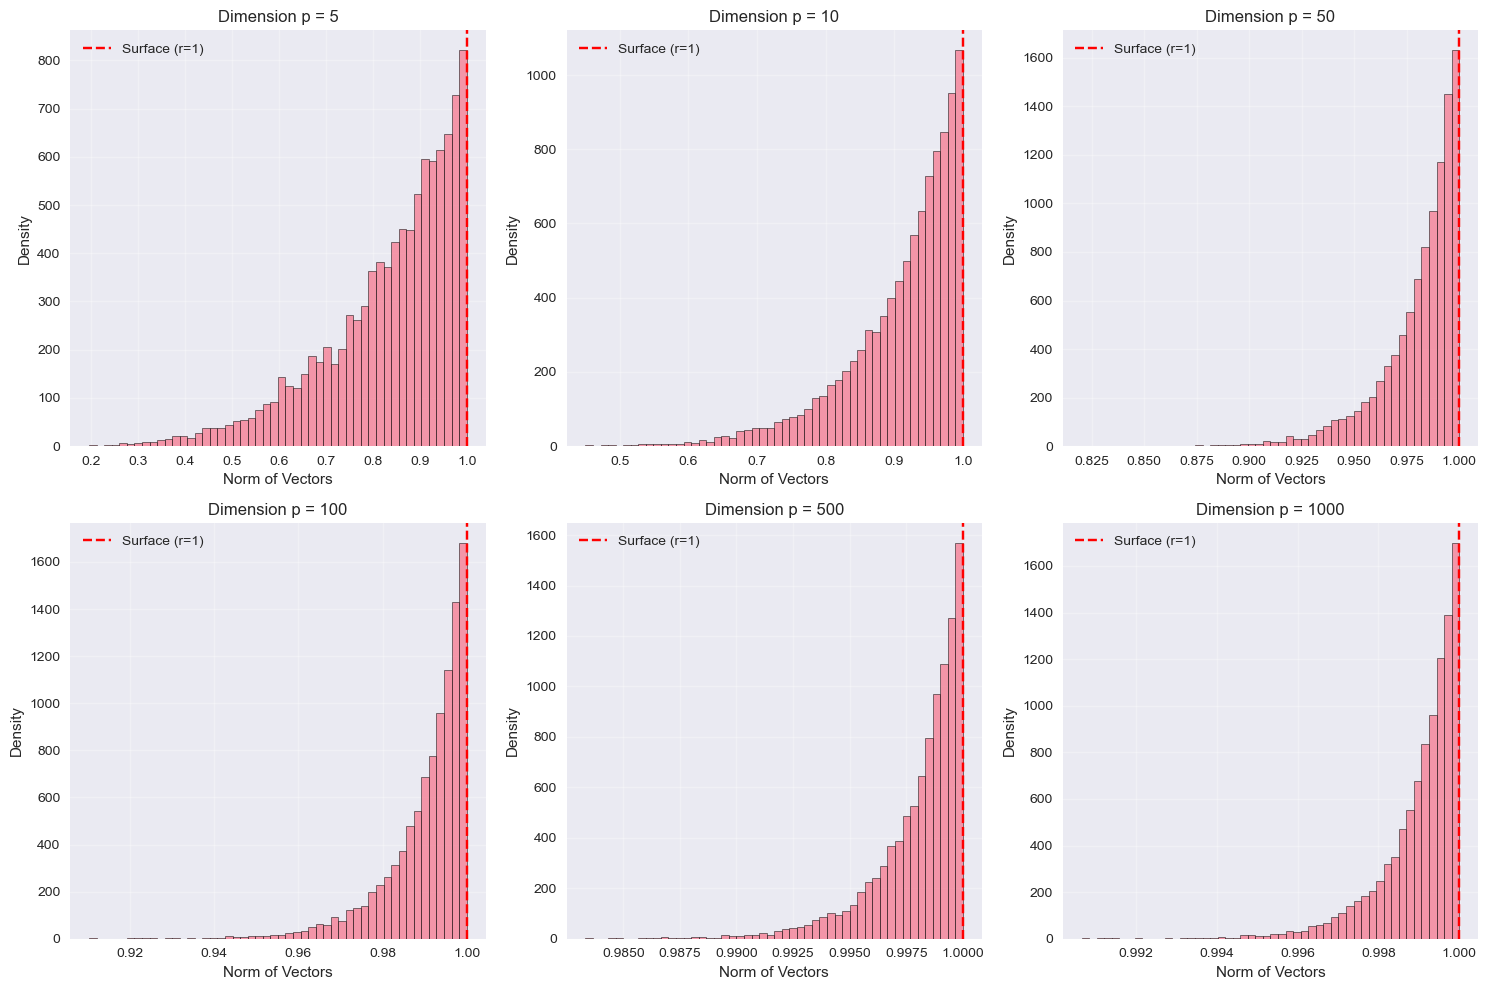 Dimension p = 5
Surface (r=1)
Density
800
700
600
500
400
300
200
100
0
0.2 0.3 0.4 0.5 0.6 0.7 0.8 0.9 1.0
Norm of Vectors
Dimension p = 10
Surface (r=1)
Density
1000
800
600
400
200
0
0.5 0.6 0.7 0.8 0.9 1.0
Norm of Vectors
Dimension p = 50
Surface (r=1)
Density
1600
1400
1200
1000
800
600
400
200
0
0.825 0.850 0.875 0.900 0.925 0.950 0.975 1.000
Norm of Vectors
Dimension p = 100
Surface (r=1)
Density
1600
1400
1200
1000
800
600
400
200
0
0.92 0.94 0.96 0.98 1.00
Norm of Vectors
Dimension p = 500
Surface (r=1)
Density
1600
1400
1200
1000
800
600
400
200
0
0.9850 0.9875 0.9900 0.9925 0.9950 0.9975 1.0000
Norm of Vectors
Dimension p = 1000
Surface (r=1)
Density
1600
1400
1200
1000
800
600
400
200
0
0.992 0.994 0.996 0.998 1.000
Norm of Vectors